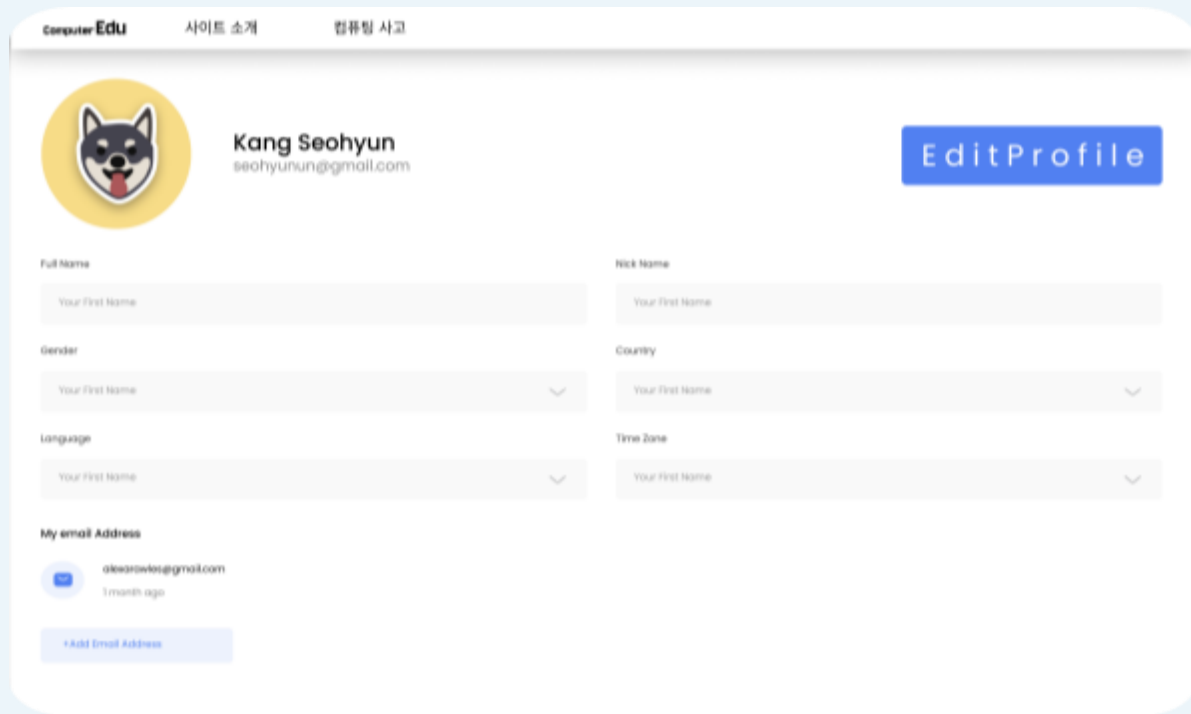 Computer Edu 사이트 소개 컴퓨팅 사고
Kang Seohyun
seohyunun@gmail.com
EditProfile
Full Name Nick Name
Your First Name Your First Name
Gender Country
Your First Name Your First Name
Language Time Zone
Your First Name Your First Name
My email Address
alexarawles@gmail.com
1 month ago
+Add Email Address